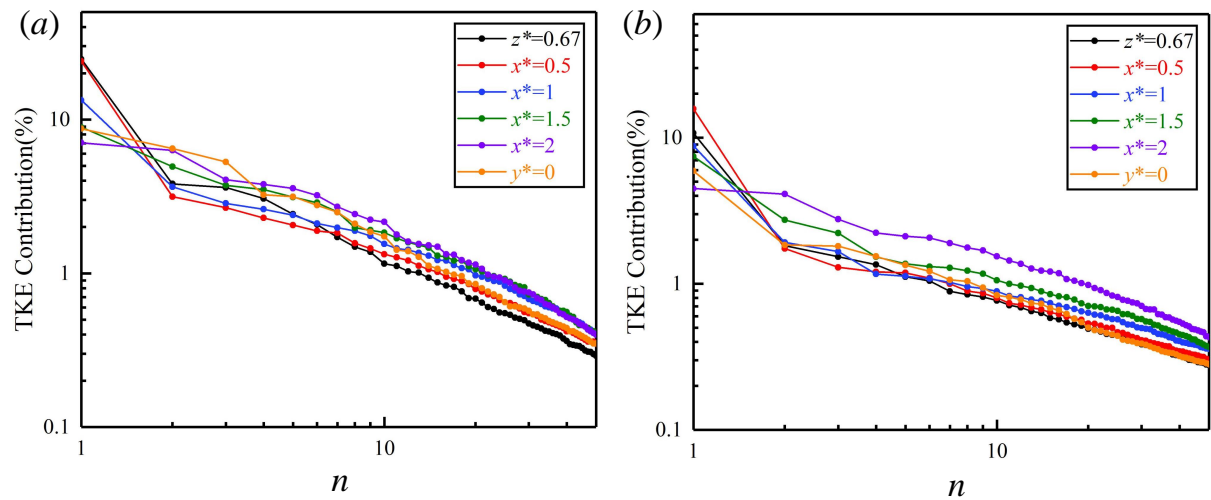 (a)
TKE Contribution(%)
10
1
0.1
1
10
n
z*=0.67
x*=0.5
x*=1
x*=1.5
x*=2
y*=0
(b)
TKE Contribution(%)
10
1
0.1
1
10
n
z*=0.67
x*=0.5
x*=1
x*=1.5
x*=2
y*=0